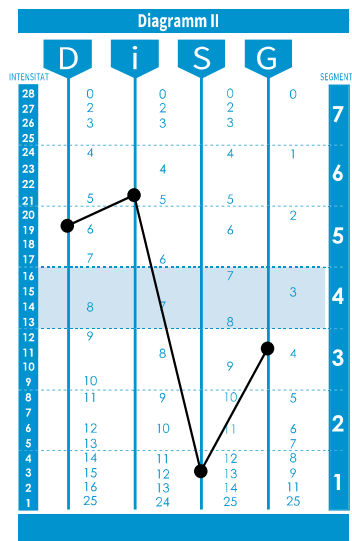 Diagramm II
D i S G
INTENSITAT SEGMENT
28 0 0 0 0
27 2 2 2 7
26 3 3 3
25
24 4 4 1
23 4
22 6
21 5 5 5
20 2
19 6 6 5
18
17 7 6
16 7
15 3 4
14 8 7
13 8
12 9
11 8 4 3
10 9
9 10
8 11 9 10 5
7 2
6 12 10 11 6
5 13 7
4 14 11 12 8
3 15 12 13 9 1
2 16 13 14 11
1 25 24 25 25